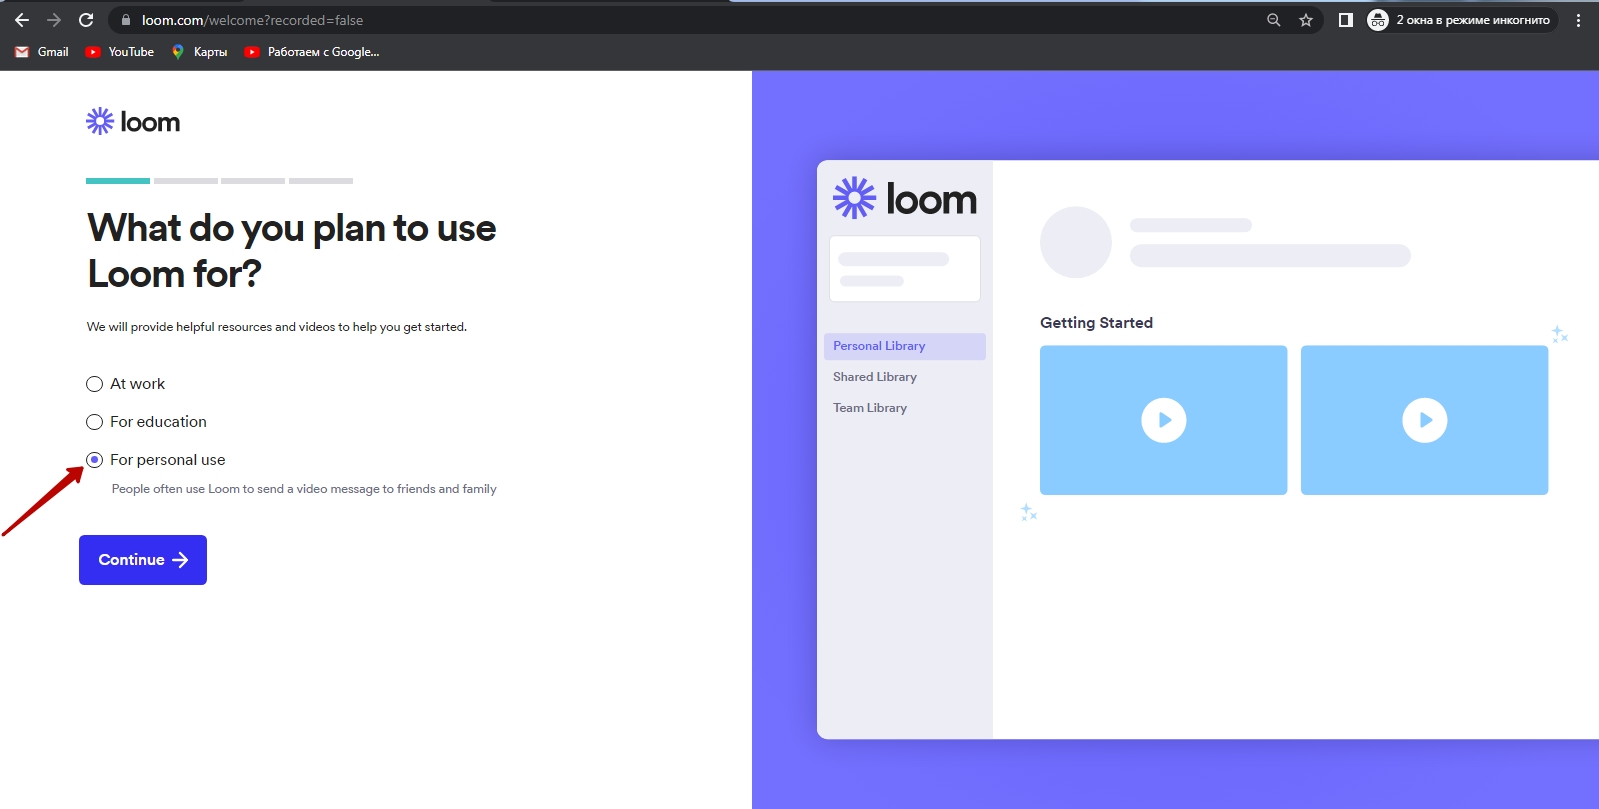 loom.com/welcome?recorded=false
2 окна в режиме инкогнито
Gmail
YouTube
Карты
Работаем с Google...
loom
What do you plan to use
Loom for?
We will provide helpful resources and videos to help you get started.
At work
For education
For personal use
People often use Loom to send a video message to friends and family
Continue
loom
Personal Library
Shared Library
Team Library
Getting Started